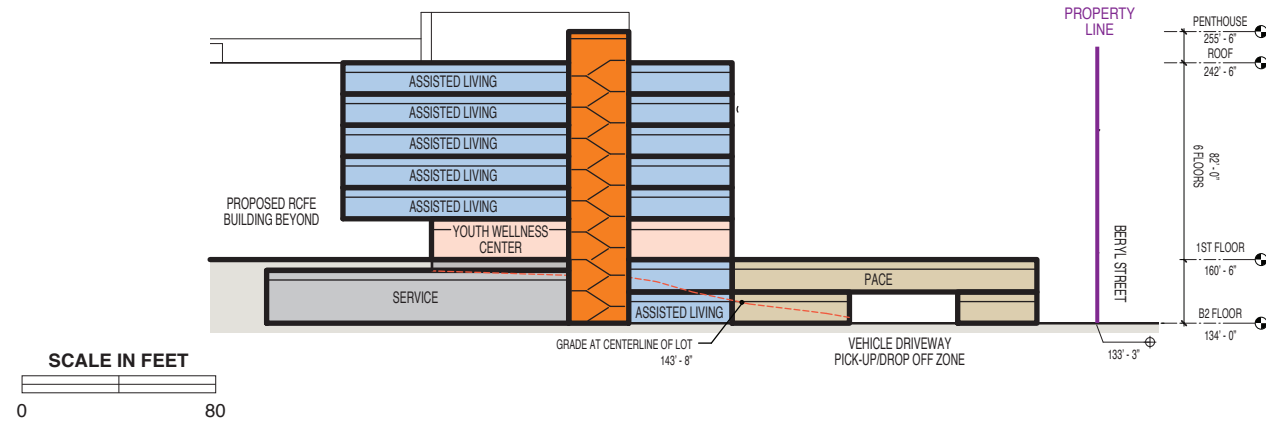 PROPERTY
LINE
PENTHOUSE
255' - 6"
ROOF
242' - 6"
ASSISTED LIVING
ASSISTED LIVING
ASSISTED LIVING
ASSISTED LIVING
ASSISTED LIVING
82' - 0"
6 FLOORS
PROPOSED RCFE
BUILDING BEYOND
YOUTH WELLNESS
CENTER
BERYL STREET
1ST FLOOR
160' - 6"
PACE
SERVICE
ASSISTED LIVING
B2 FLOOR
134' - 0"
GRADE AT CENTERLINE OF LOT
143' - 8"
VEHICLE DRIVEWAY
PICK-UP/DROP OFF ZONE
133' - 3"
SCALE IN FEET
0 80